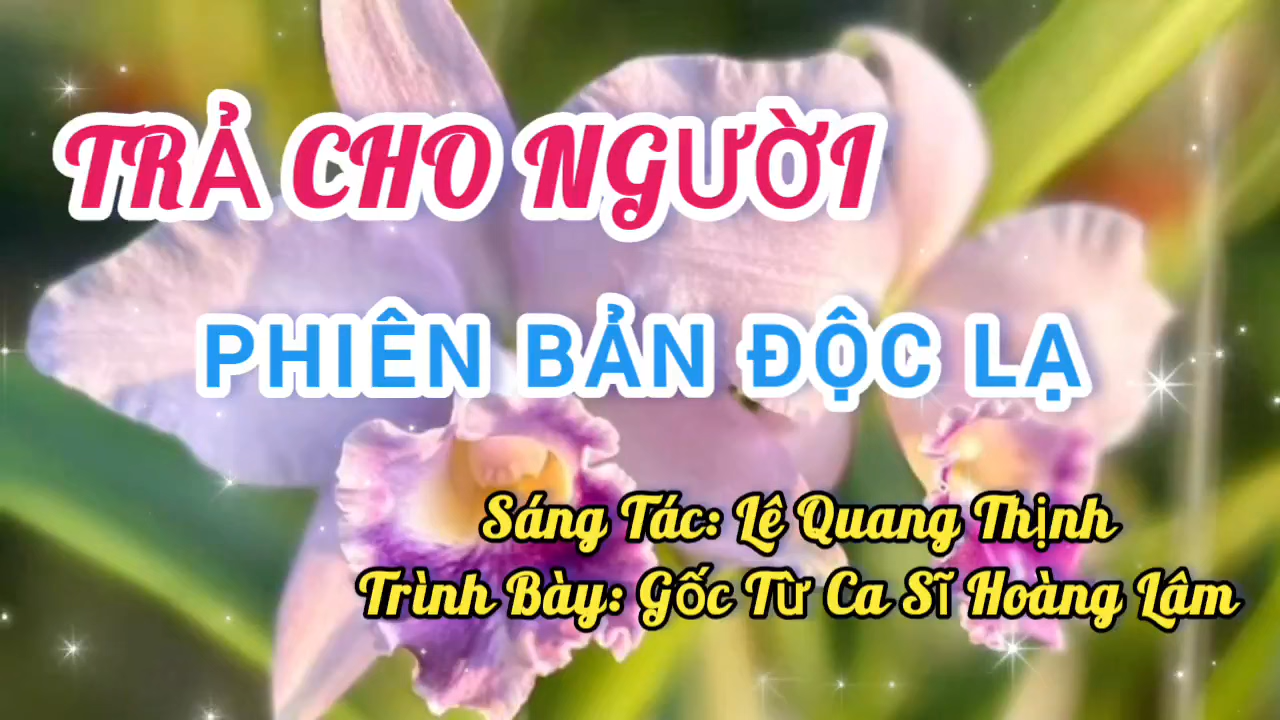 TRẢ CHO NGƯỜI
PHIÊN BẢN ĐỘC LẠ
Sáng Tác: Lê Quang Thịnh
Trình Bày: Gốc Từ Ca Sĩ Hoàng Lâm